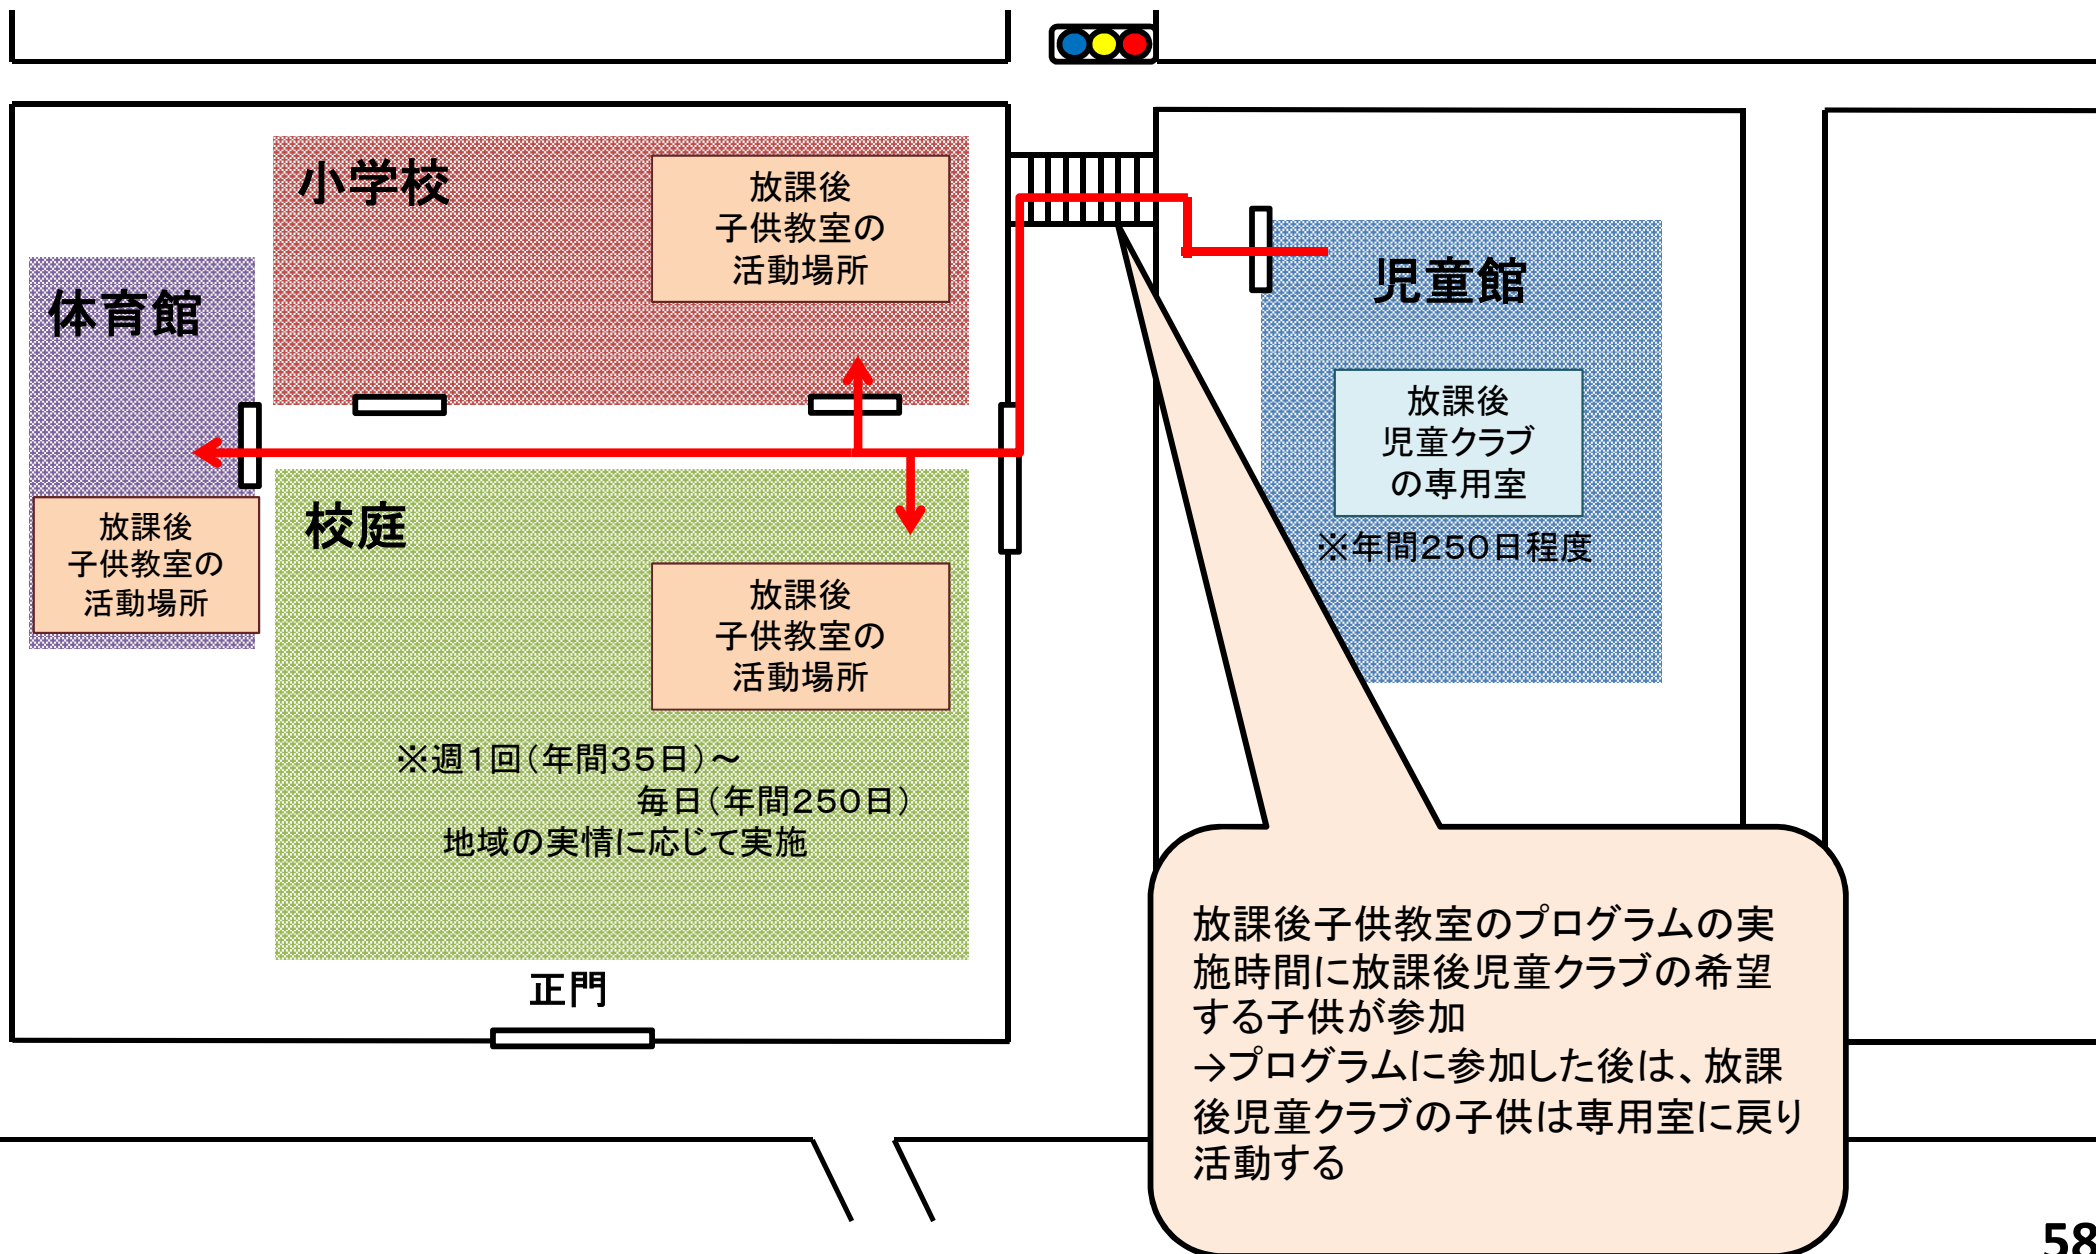 小学校
放課後
子供教室の
活動場所
体育館
放課後
子供教室の
活動場所
校庭
放課後
子供教室の
活動場所
※週1回（年間35日）～
毎日（年間250日）
地域の実情に応じて実施
正門
児童館
放課後
児童クラブ
の専用室
※年間250日程度
放課後子供教室のプログラムの実
施時間に放課後児童クラブの希望
する子供が参加
→プログラムに参加した後は、放課
後児童クラブの子供は専用室に戻り
活動する
58